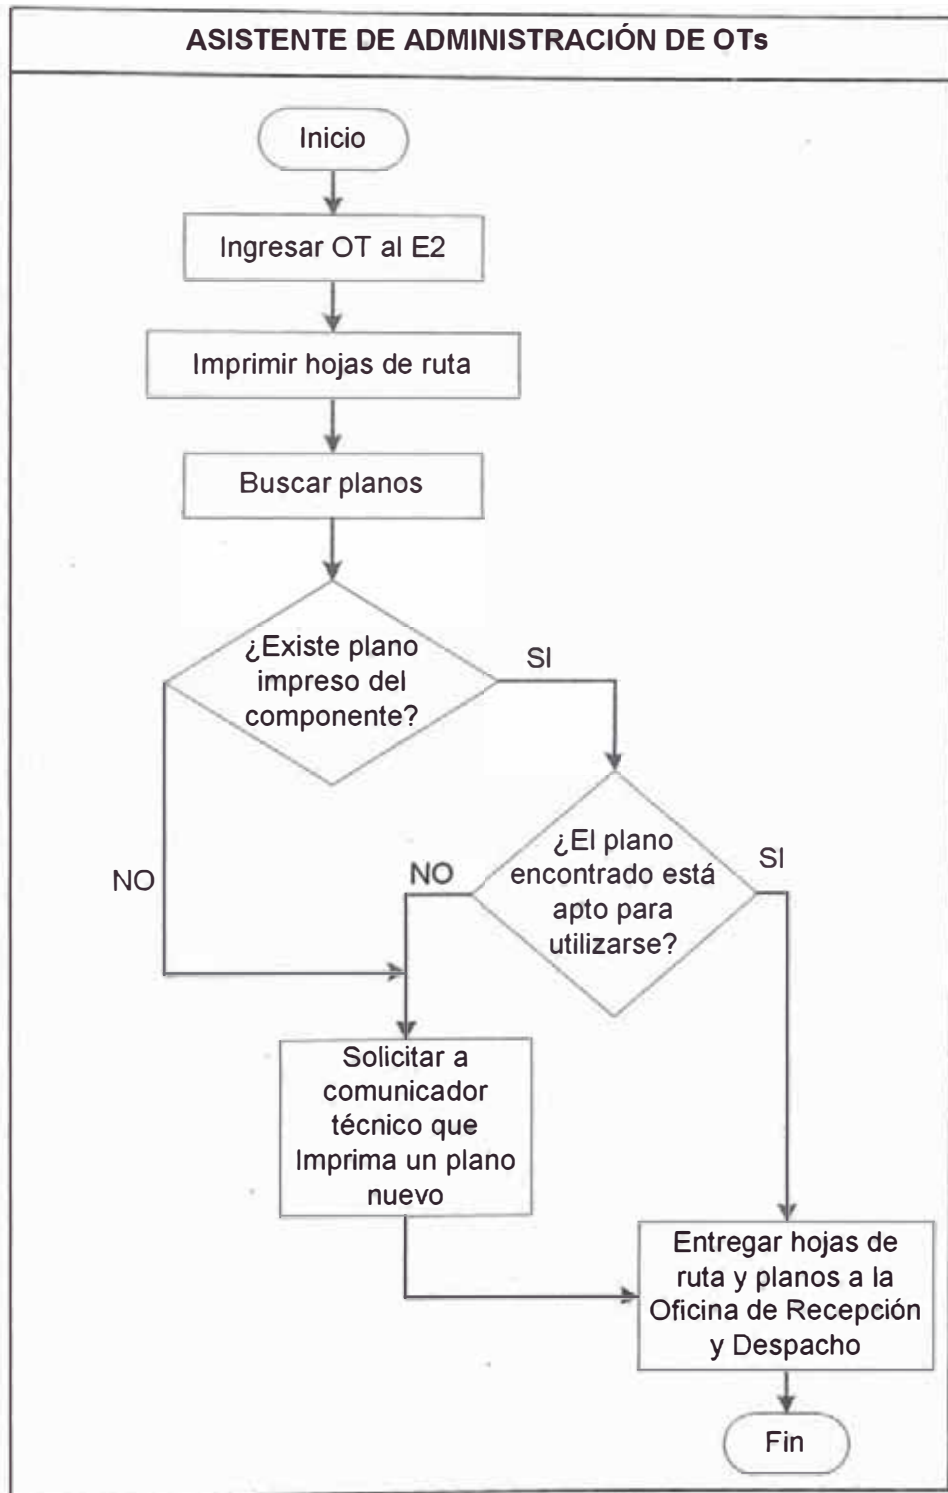 ASISTENTE DE ADMINISTRACIÓN DE OTs
Inicio
Ingresar OT al E2
Imprimir hojas de ruta
Buscar planos
¿Existe plano
impreso del
componente?
SI
NO
¿El plano
encontrado está
apto para
utilizarse?
NO
SI
Solicitar a
comunicador
técnico que
Imprima un plano
nuevo
Entregar hojas de
ruta y planos a la
Oficina de Recepción
y Despacho
Fin